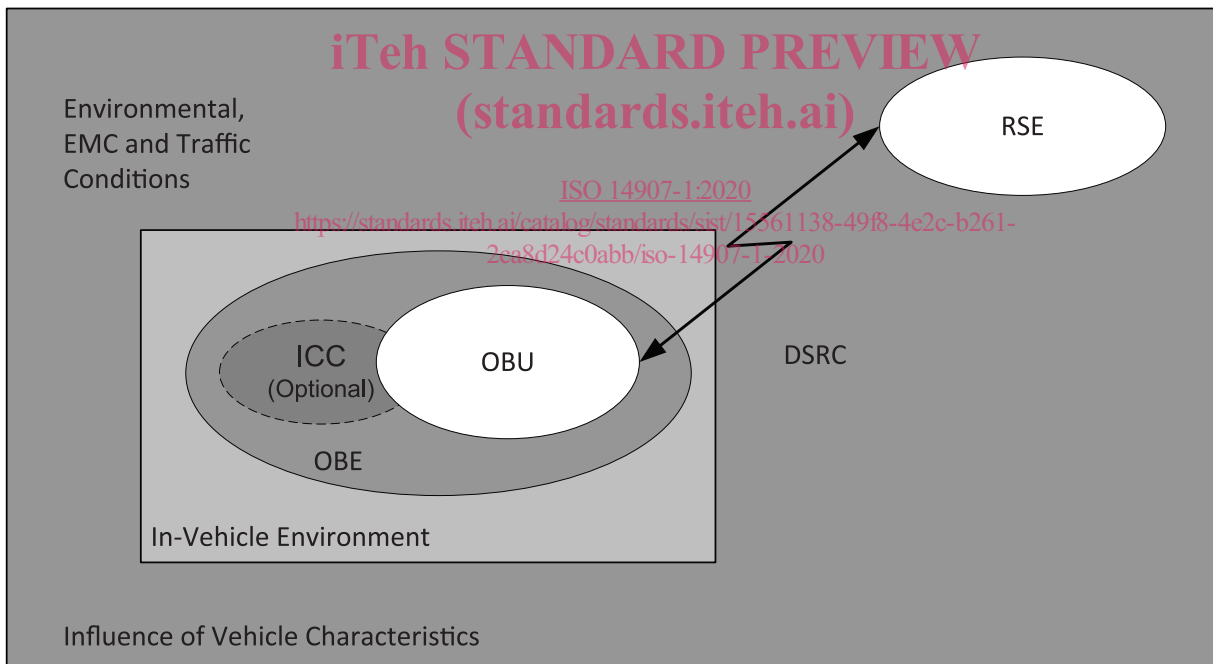 iTeh STANDARD PREVIEW
(standards.iteh.ai)
Environmental,
EMC and Traffic
Conditions
RSE
ISO 14907-1:2020
https://standards.iteh.ai/catalog/standards/sist/15561138-49f8-4e2c-b261-
2ca8d24c0abb/iso-14907-1-2020
ICC
(Optional)
OBU
DSRC
OBE
In-Vehicle Environment
Influence of Vehicle Characteristics